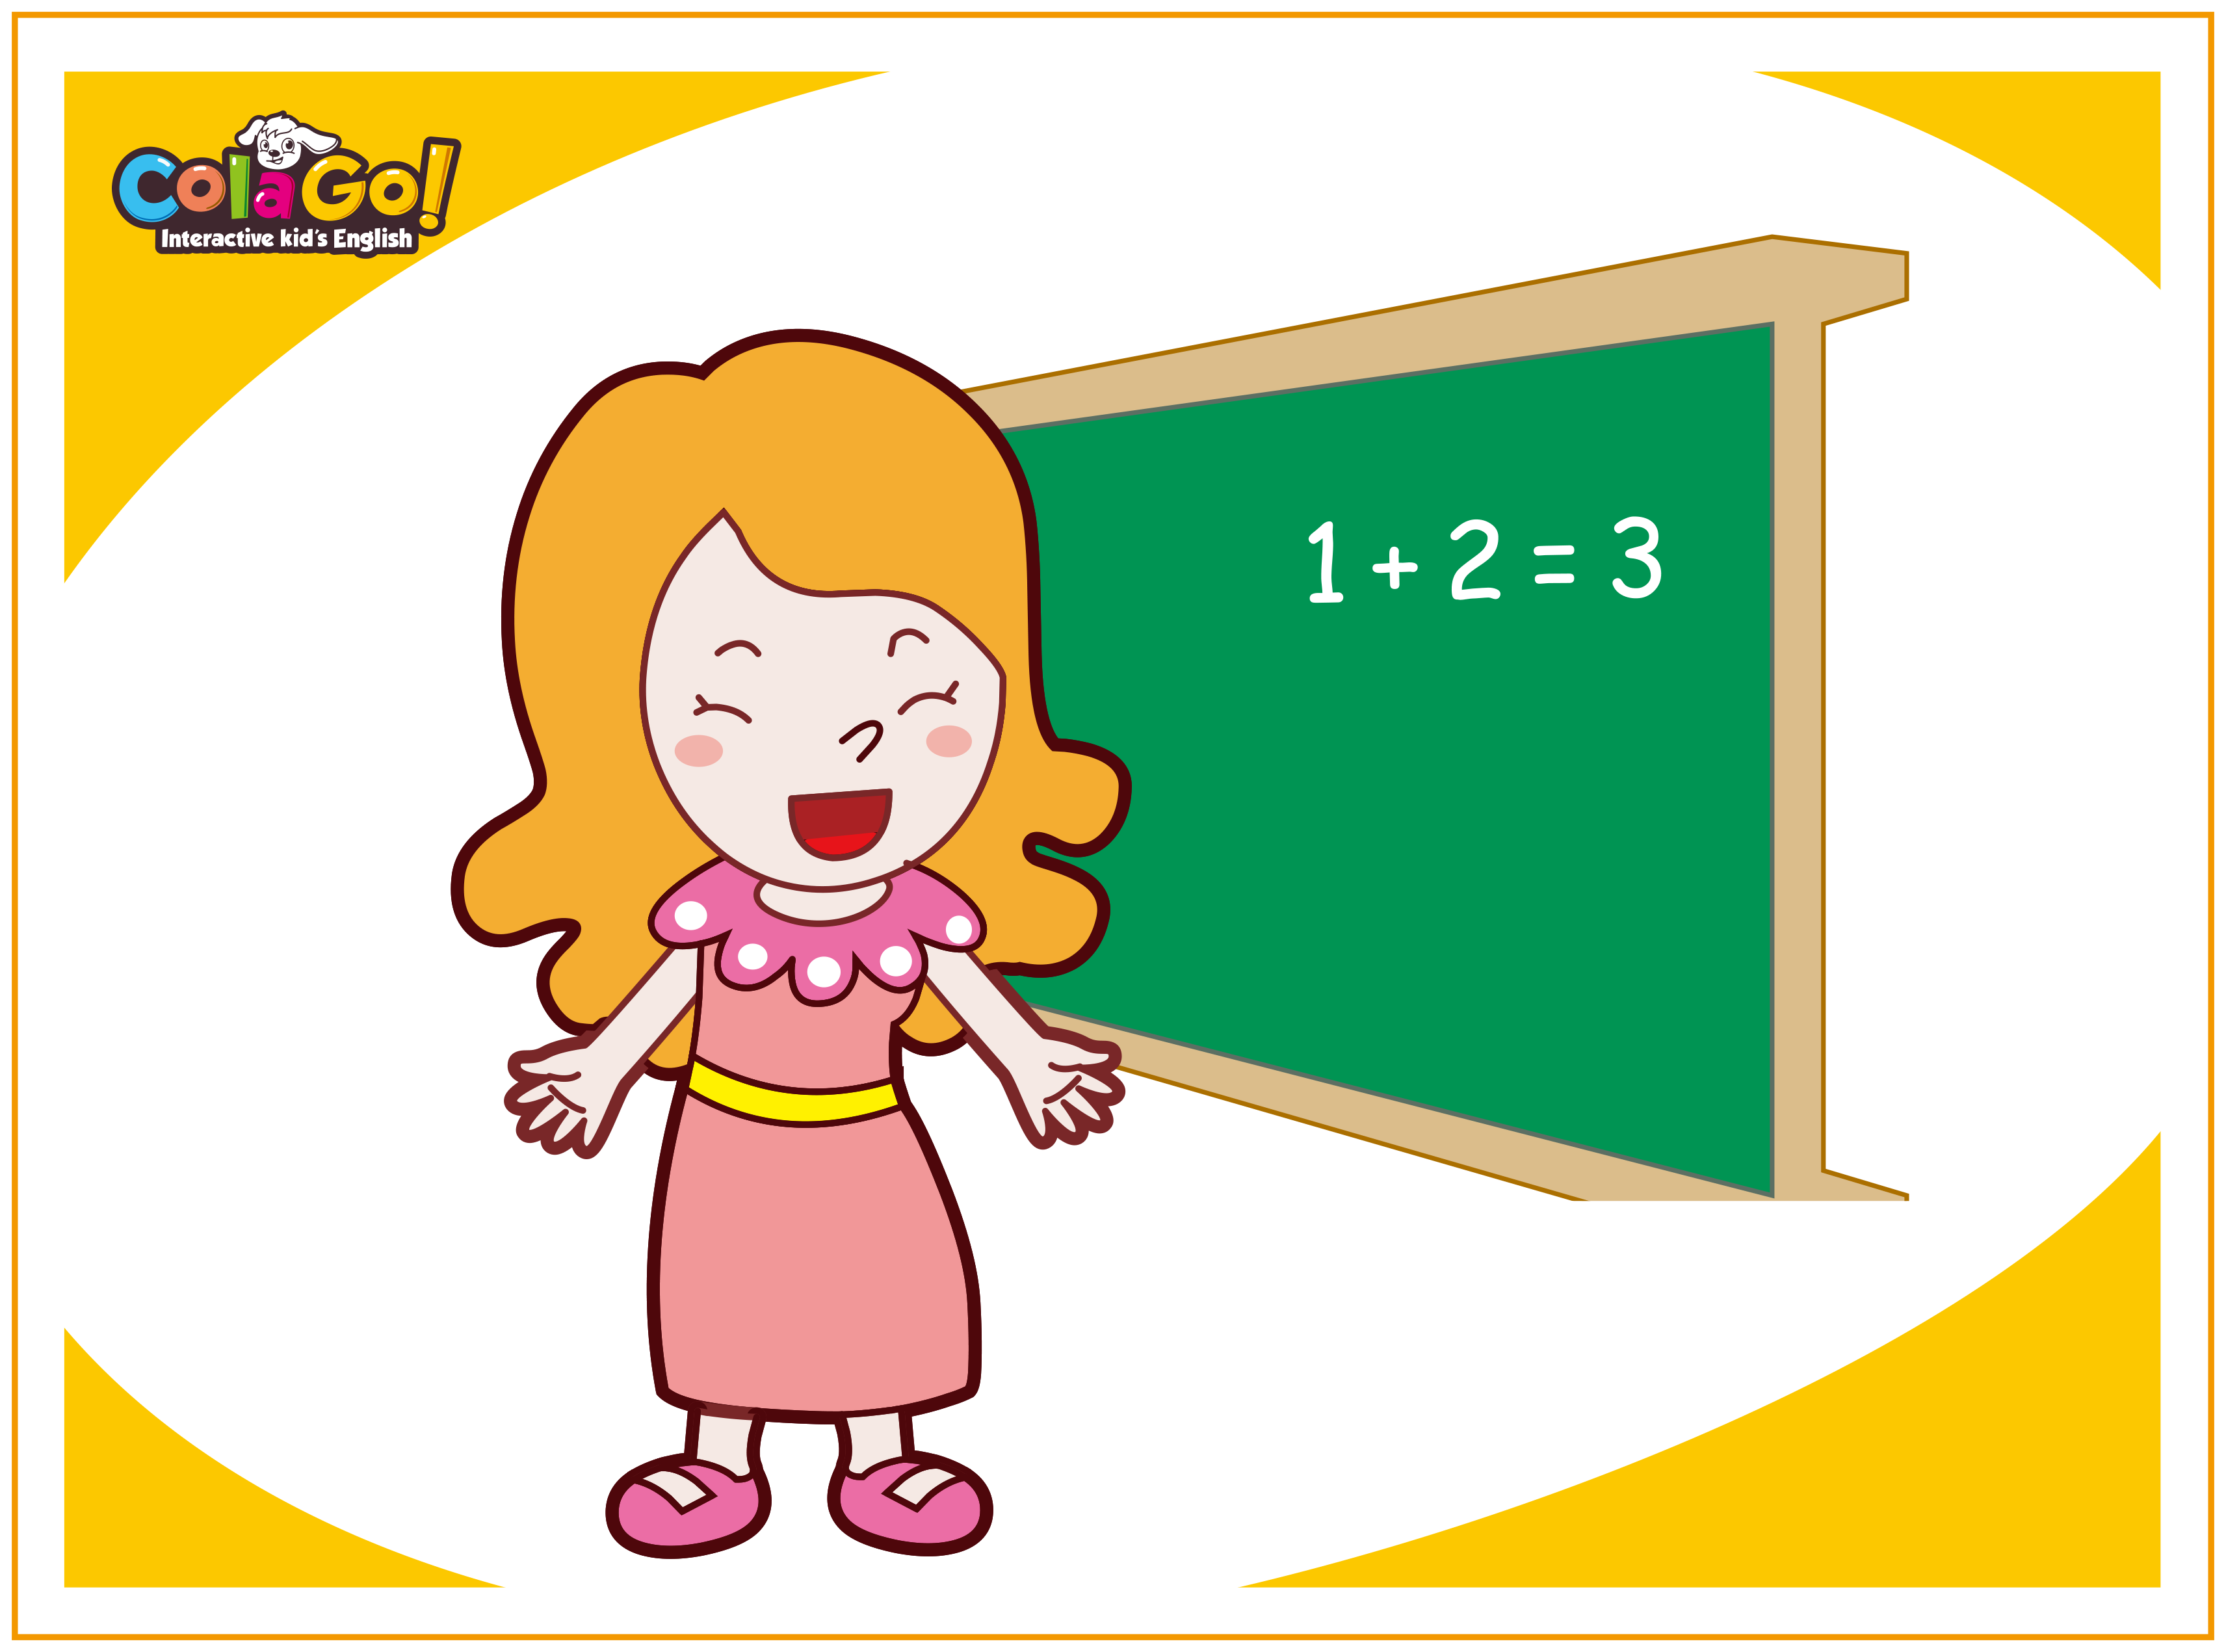 ColaGo!
Interactive kid's English
1 + 2 = 3